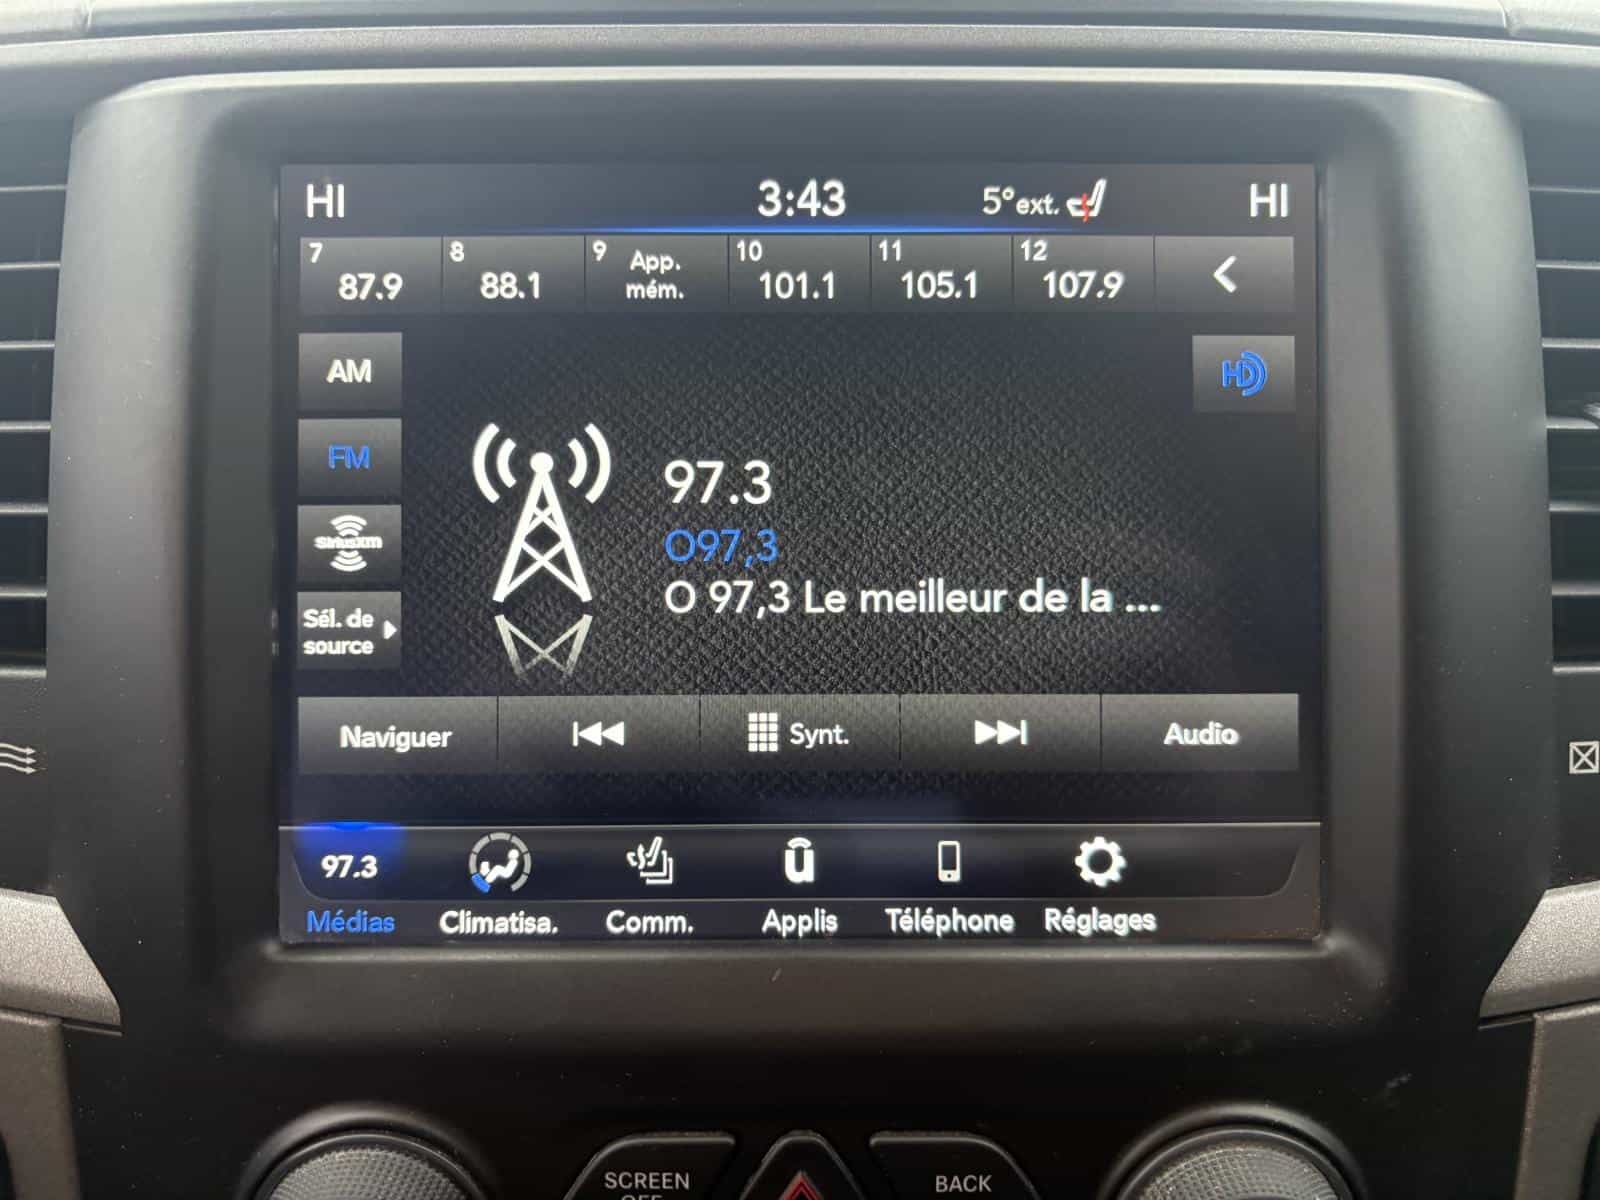 HI 3:43 5° ext. HI
7 8 9 App. 10 11 12
87.9 88.1 mém. 101.1 105.1 107.9
AM
HD
FM
97.3
O97,3
SiriusXM
O 97,3 Le meilleur de la ...
Sél. de
source
Naviguer Synt. Audio
97.3
Médias Climatisa. Comm. Applis Téléphone Réglages
SCREEN BACK
OFF